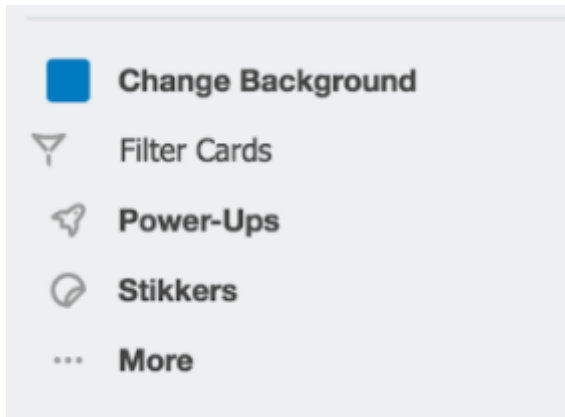 Change Background
Filter Cards
Power-Ups
Stikkers
More